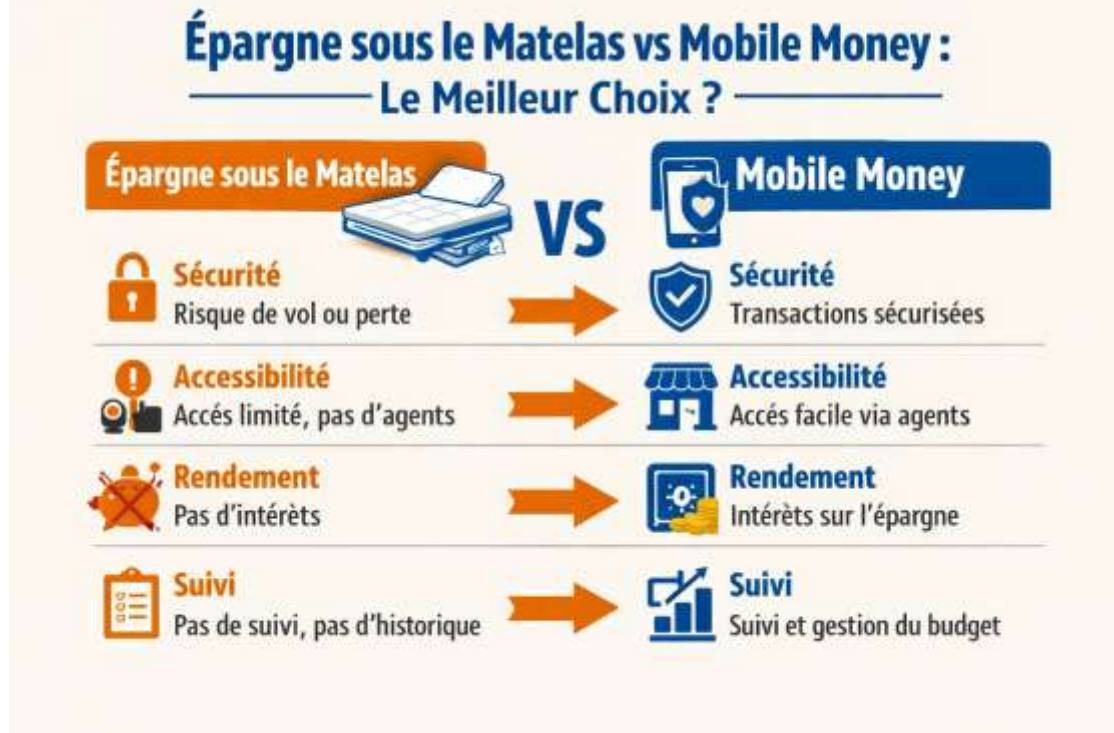 Épargne sous le Matelas vs Mobile Money :
Le Meilleur Choix ?
Épargne sous le Matelas
VS
Mobile Money
Sécurité
Risque de vol ou perte
Sécurité
Transactions sécurisées
Accessibilité
Accés limité, pas d'agents
Accessibilité
Accés facile via agents
Rendement
Pas d'intérèts
Rendement
Intérèts sur l'épargne
Suivi
Pas de suivi, pas d'historique
Suivi
Suivi et gestion du budget